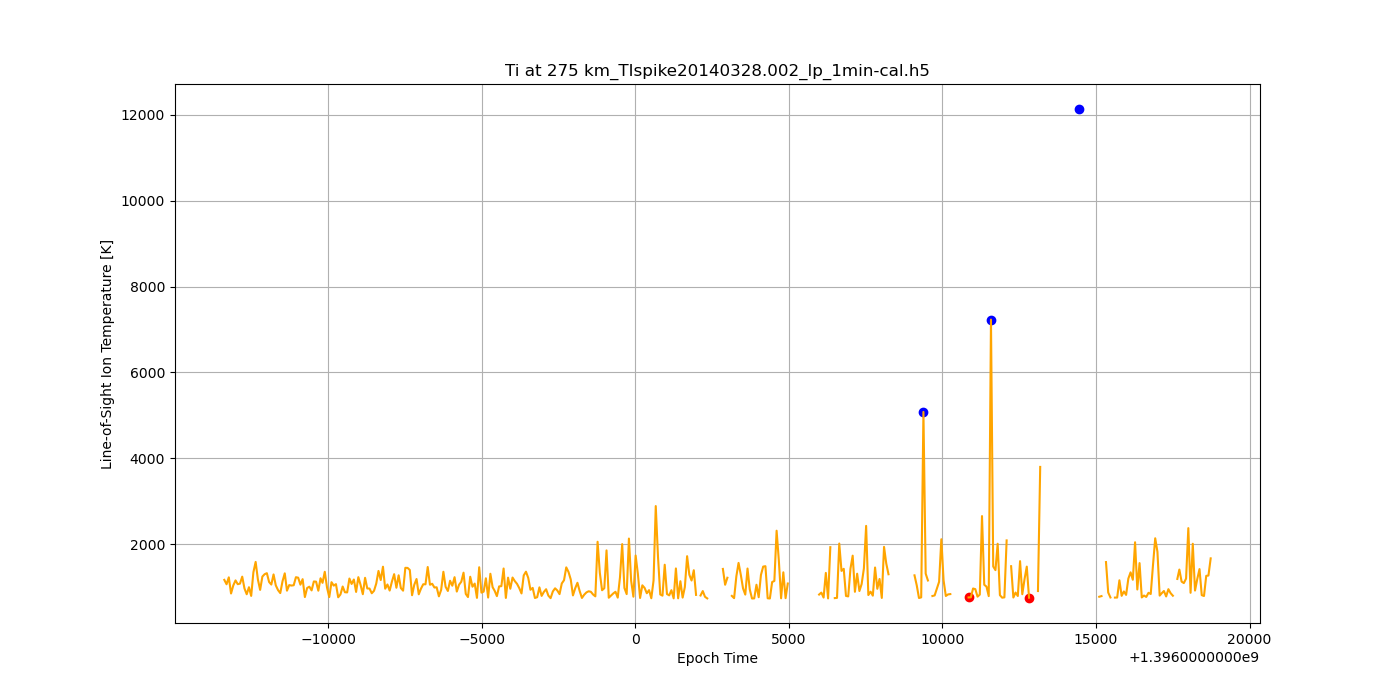 Ti at 275 km_TIspike20140328.002_lp_1min-cal.h5
12000
10000
8000
6000
4000
2000
Line-of-Sight Ion Temperature [K]
−10000 −5000 0 5000 10000 15000 20000
Epoch Time
+1.3960000000e9